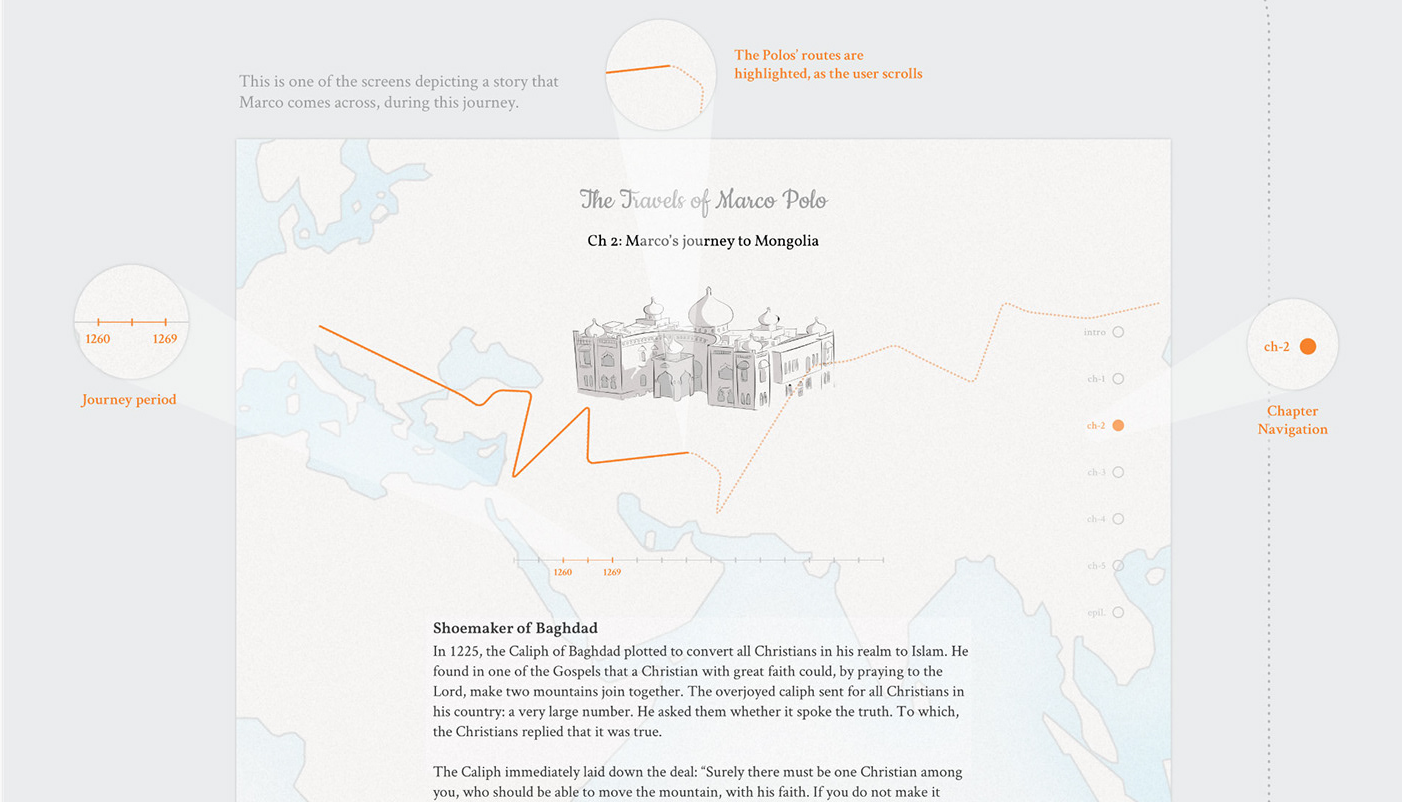 This is one of the screens depicting a story that
Marco comes across, during this journey.
The Polos' routes are
highlighted, as the user scrolls
The Travels of Marco Polo
Ch 2: Marco's journey to Mongolia
1260 1269
Journey period
intro
ch-1
ch-2
ch-3
ch-4
ch-5
epil.
ch-2
Chapter
Navigation
1260 1269
Shoemaker of Baghdad
In 1225, the Caliph of Baghdad plotted to convert all Christians in his realm to Islam. He
found in one of the Gospels that a Christian with great faith could, by praying to the
Lord, make two mountains join together. The overjoyed caliph sent for all Christians in
his country: a very large number. He asked them whether it spoke the truth. To which,
the Christians replied that it was true.
The Caliph immediately laid down the deal: “Surely there must be one Christian among
you, who should be able to move the mountain, with his faith. If you do not make it